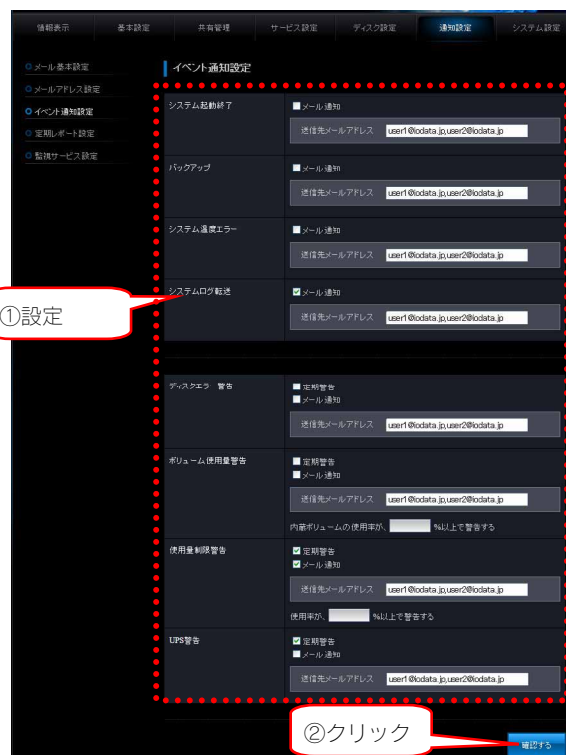 情報表示 基本設定 共有管理 サービス設定 ディスク設定 通知設定 システム設定
メール基本設定
メールアドレス設定
イベント通知設定
定期レポート設定
監視サービス設定
イベント通知設定
システム起動終了
メール通知
送信先メールアドレス user1@iodata.jp,user2@iodata.jp
バックアップ
メール通知
送信先メールアドレス user1@iodata.jp,user2@iodata.jp
システム温度エラー
メール通知
送信先メールアドレス user1@iodata.jp,user2@iodata.jp
システムログ転送
メール通知
送信先メールアドレス user1@iodata.jp,user2@iodata.jp
①設定
ディスクエラ 警告
定期警告
メール通知
送信先メールアドレス user1@iodata.jp,user2@iodata.jp
ボリューム使用量警告
定期警告
メール通知
送信先メールアドレス user1@iodata.jp,user2@iodata.jp
内蔵ボリュームの使用率が、 %以上で警告する
使用量制限警告
定期警告
メール通知
送信先メールアドレス user1@iodata.jp,user2@iodata.jp
使用率が、 %以上で警告する
UPS警告
定期警告
メール通知
送信先メールアドレス user1@iodata.jp,user2@iodata.jp
②クリック
確認する